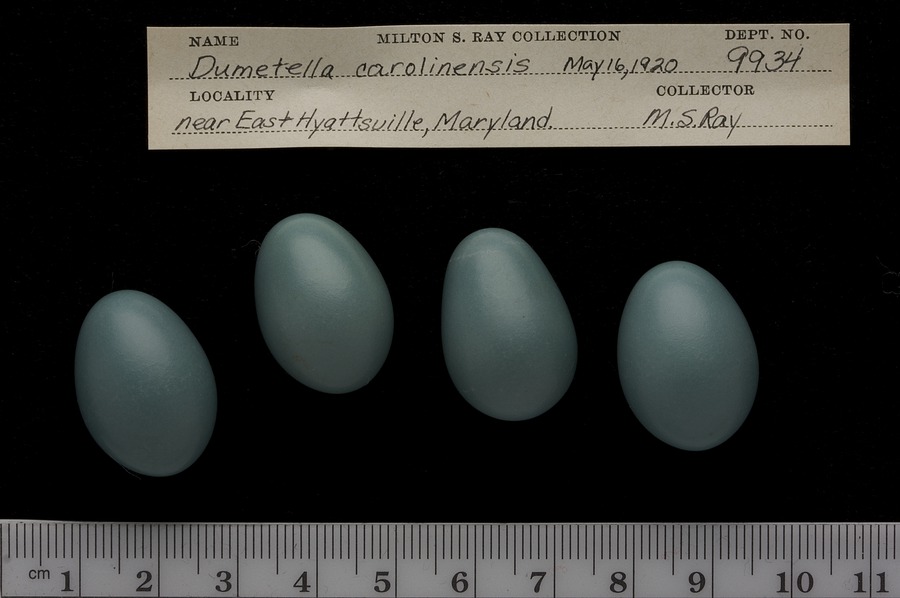 NAME MILTON S. RAY COLLECTION DEPT. NO.
Dumetella carolinensis May 16, 1920 9934
LOCALITY COLLECTOR
near East Hyattsville, Maryland. M.S. Ray
cm 1 2 3 4 5 6 7 8 9 10 11